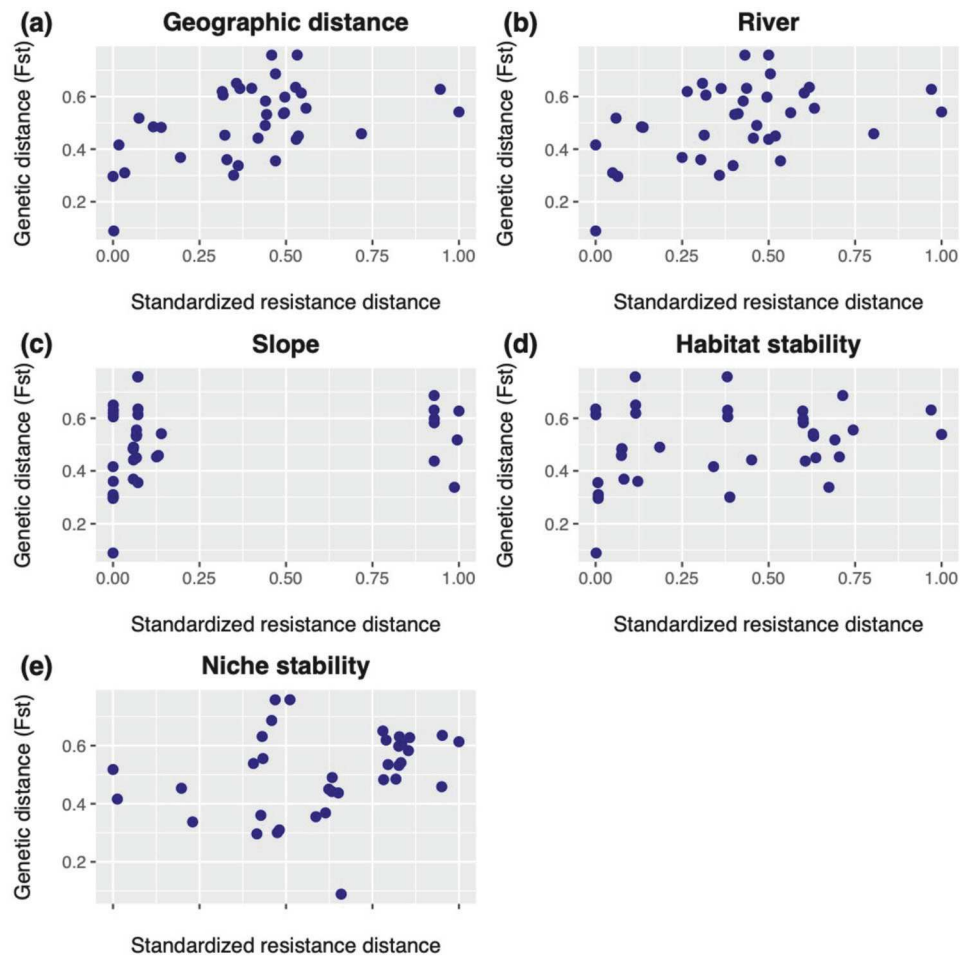 (a) Geographic distance
Genetic distance (Fst)
0.6
0.4
0.2
0.00 0.25 0.50 0.75 1.00
Standardized resistance distance
(b) River
Genetic distance (Fst)
0.6
0.4
0.2
0.00 0.25 0.50 0.75 1.00
Standardized resistance distance
(c) Slope
Genetic distance (Fst)
0.6
0.4
0.2
0.00 0.25 0.50 0.75 1.00
Standardized resistance distance
(d) Habitat stability
Genetic distance (Fst)
0.6
0.4
0.2
0.00 0.25 0.50 0.75 1.00
Standardized resistance distance
(e) Niche stability
Genetic distance (Fst)
0.6
0.4
0.2
Standardized resistance distance